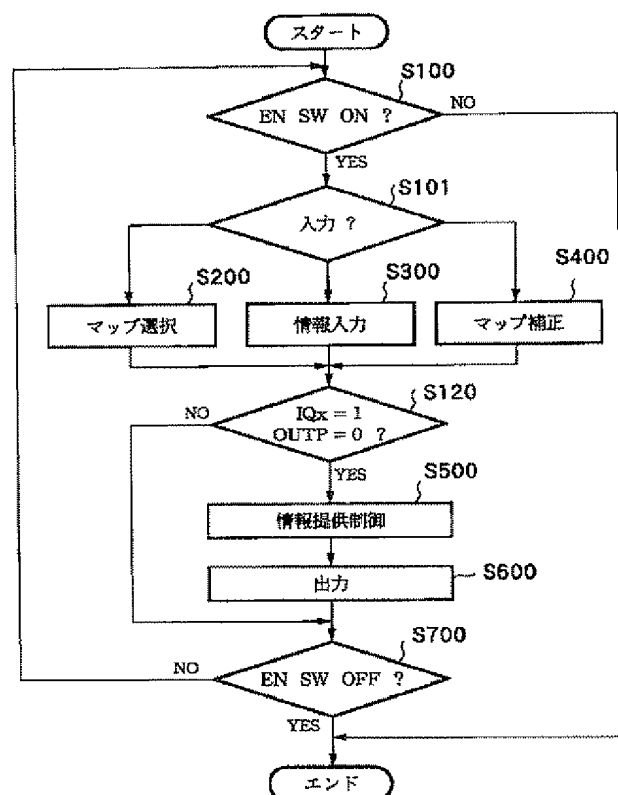 スタート
S100
EN SW ON ?
NO
YES
S101
入力 ?
S200
S300
S400
マップ選択
情報入力
マップ補正
S120
NO
IQx = 1
OUTP = 0 ?
YES
S500
情報提供制御
出力
S600
S700
NO
EN SW OFF ?
YES
エンド